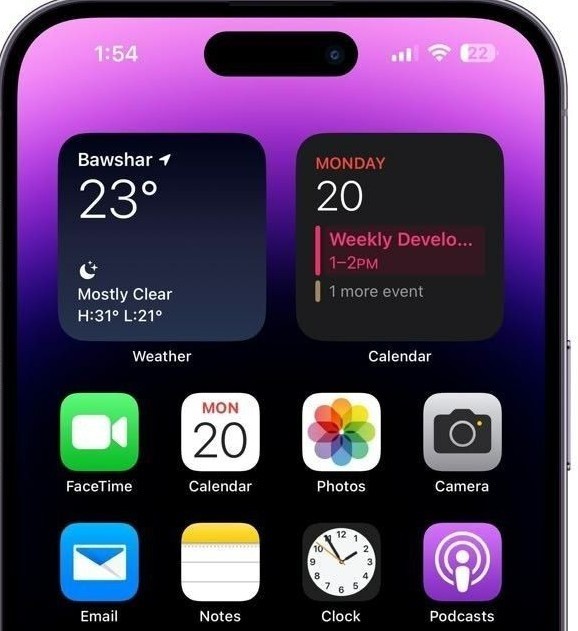 1:54
22
Bawshar
23°
Mostly Clear
H:31° L:21°
Weather
MONDAY
20
Weekly Develo...
1–2PM
1 more event
Calendar
MON
20
FaceTime
Calendar
Photos
Camera
12
1
2
3
4
5
6
7
8
9
10
11
Email
Notes
Clock
Podcasts